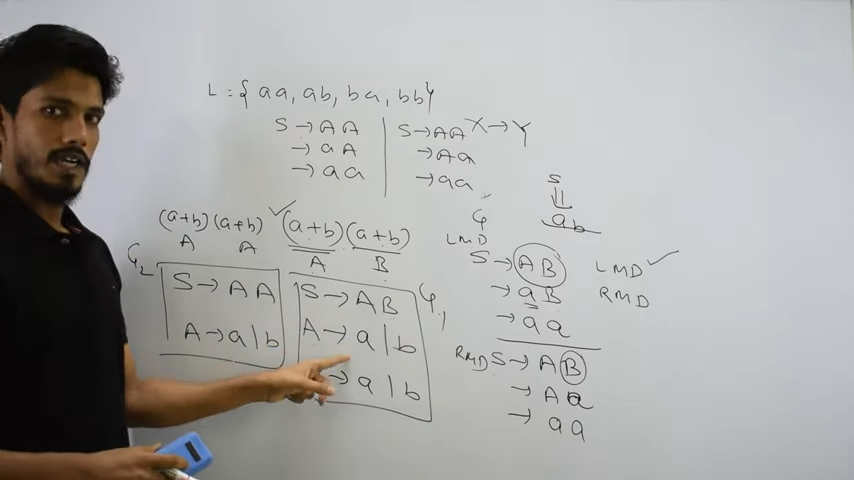 L = { aa, ab, ba, bb }
S → AA
→ aA
→ aa
S → AA
→ Aa
→ aa
X → Y
S
⇓
ab
(a+b)(a+b)
A A
✓ (a+b)(a+b)
A B
G2
S → AA
A → a|b
G1
S → AB
A → a|b
→ a|b
G
LMD
S → AB
→ aB
→ aa
LMD ✓
RMD
RMD S → AB
→ Aa
→ aa